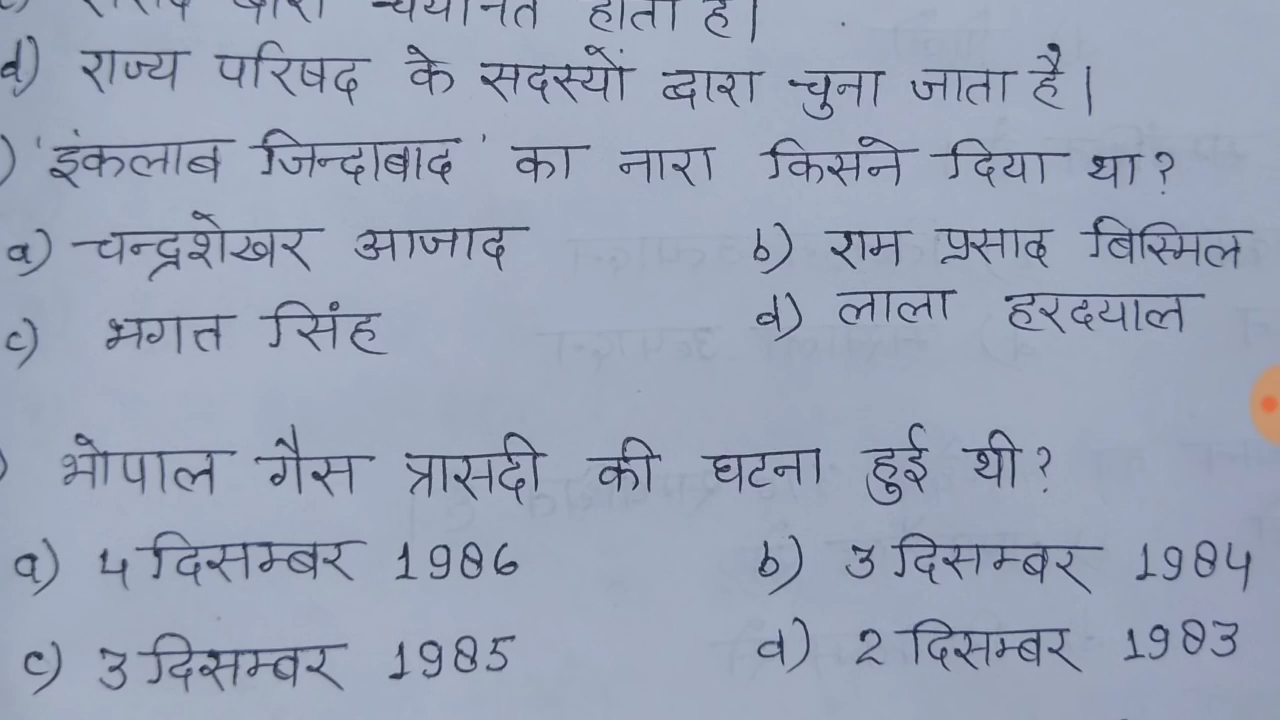 होता है।
d) राज्य परिषद के सदस्यों द्वारा चुना जाता है।
) 'इंकलाब जिन्दाबाद' का नारा किसने दिया था?
a) चन्द्रशेखर आजाद b) राम प्रसाद बिस्मिल
c) भगत सिंह d) लाला हरदयाल
) भोपाल गैस त्रासदी की घटना हुई थी?
a) 4 दिसम्बर 1986 b) 3 दिसम्बर 1984
c) 3 दिसम्बर 1985 d) 2 दिसम्बर 1983